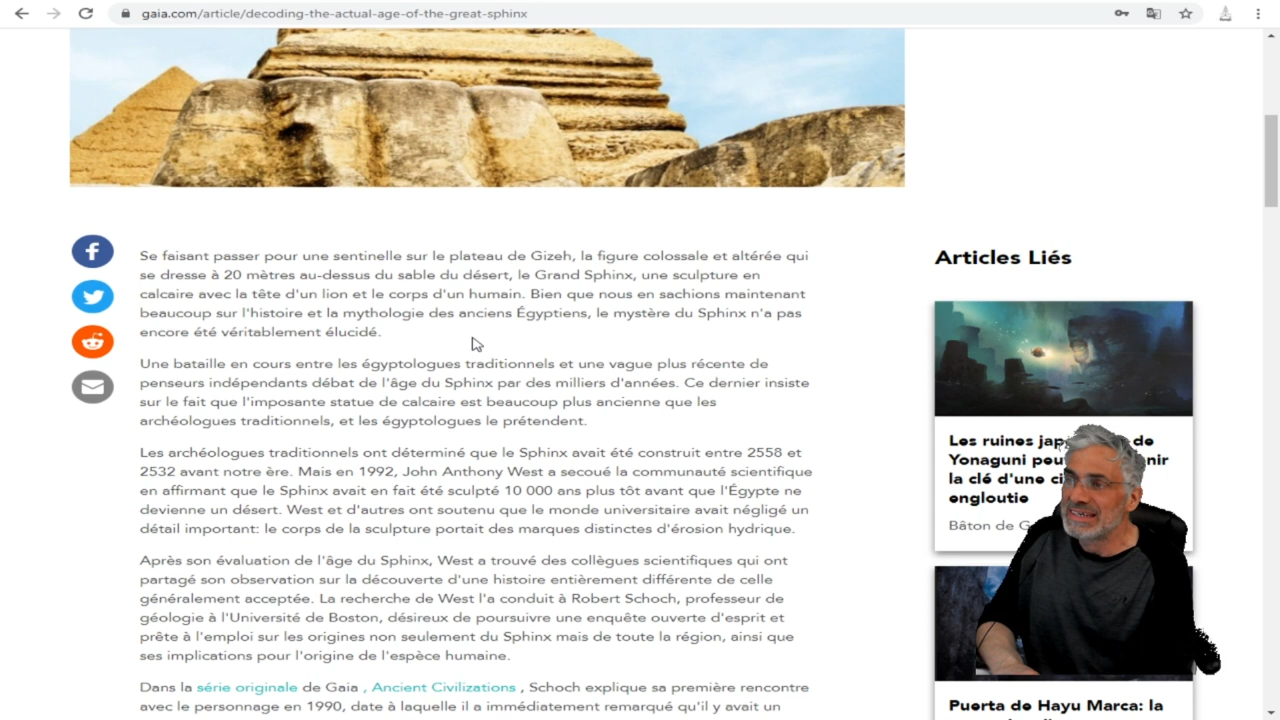 gaia.com/article/decoding-the-actual-age-of-the-great-sphinx
Se faisant passer pour une sentinelle sur le plateau de Gizeh, la figure colossale et altérée qui
se dresse à 20 mètres au-dessus du sable du désert, le Grand Sphinx, une sculpture en
calcaire avec la tête d'un lion et le corps d'un humain. Bien que nous en sachions maintenant
beaucoup sur l'histoire et la mythologie des anciens Égyptiens, le mystère du Sphinx n'a pas
encore été véritablement élucidé.
Une bataille en cours entre les égyptologues traditionnels et une vague plus récente de
penseurs indépendants débat de l'âge du Sphinx par des milliers d'années. Ce dernier insiste
sur le fait que l'imposante statue de calcaire est beaucoup plus ancienne que les
archéologues traditionnels, et les égyptologues le prétendent.
Les archéologues traditionnels ont déterminé que le Sphinx avait été construit entre 2558 et
2532 avant notre ère. Mais en 1992, John Anthony West a secoué la communauté scientifique
en affirmant que le Sphinx avait en fait été sculpté 10 000 ans plus tôt avant que l'Égypte ne
devienne un désert. West et d'autres ont soutenu que le monde universitaire avait négligé un
détail important: le corps de la sculpture portait des marques distinctes d'érosion hydrique.
Après son évaluation de l'âge du Sphinx, West a trouvé des collègues scientifiques qui ont
partagé son observation sur la découverte d'une histoire entièrement différente de celle
généralement acceptée. La recherche de West l'a conduit à Robert Schoch, professeur de
géologie à l'Université de Boston, désireux de poursuivre une enquête ouverte d'esprit et
prête à l'emploi sur les origines non seulement du Sphinx mais de toute la région, ainsi que
ses implications pour l'origine de l'espèce humaine.
Dans la série originale de Gaia , Ancient Civilizations , Schoch explique sa première rencontre
avec le personnage en 1990, date à laquelle il a immédiatement remarqué qu'il y avait un
Articles Liés
Les ruines de
Yonaguni
la clé d'une
engloutie
Bâton de
Puerta de Hayu Marca: la